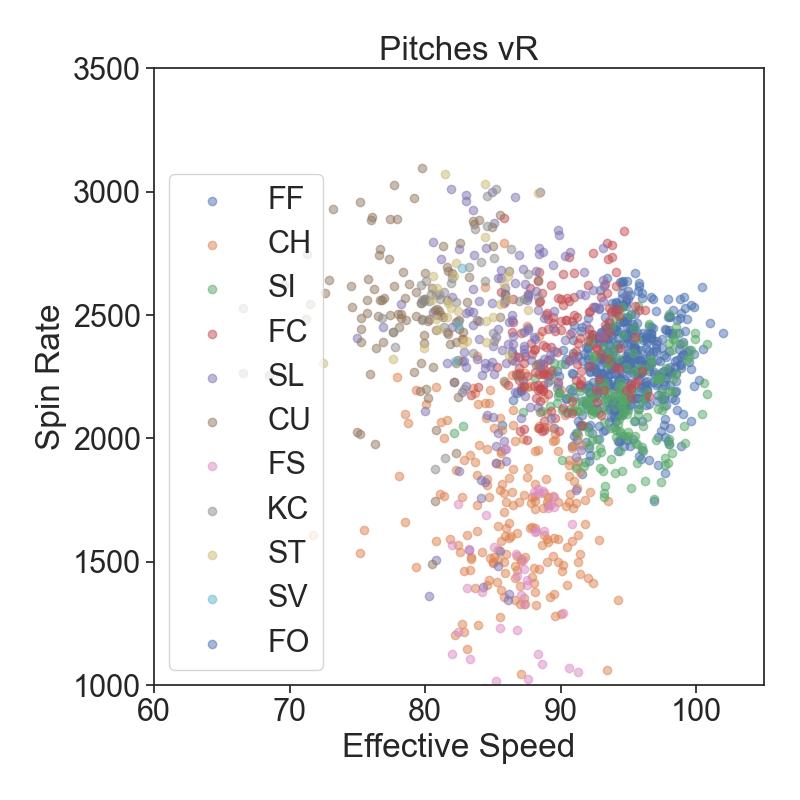 Pitches vR
3500
3000
2500
2000
1500
1000
Spin Rate
FF
CH
SI
FC
SL
CU
FS
KC
ST
SV
FO
60 70 80 90 100
Effective Speed